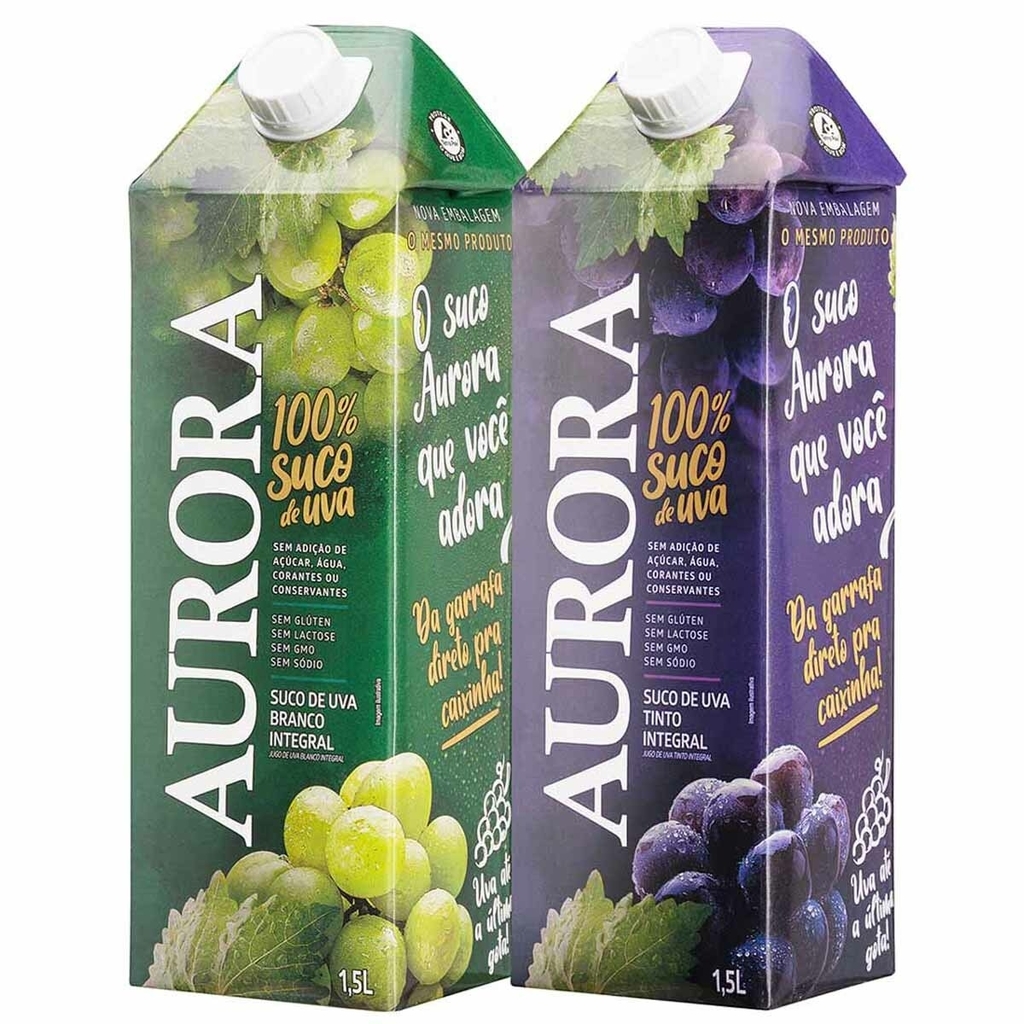 AURORA
100%
suco
de uva
SEM ADIÇÃO DE
AÇÚCAR, ÁGUA,
CORANTES OU
CONSERVANTES
SEM GLÚTEN
SEM LACTOSE
SEM GMO
SEM SÓDIO
SUCO DE UVA
BRANCO
INTEGRAL
JUGO DE UVA BLANCO INTEGRAL
Imagem ilustrativa
1,5L
NOVA EMBALAGEM
O MESMO PRODUTO
O suco
Aurora
que você
adora
Da garrafa
direto pra
caixinha!
Uva até
a última
gota!
AURORA
100%
suco
de uva
SEM ADIÇÃO DE
AÇÚCAR, ÁGUA,
CORANTES OU
CONSERVANTES
SEM GLÚTEN
SEM LACTOSE
SEM GMO
SEM SÓDIO
SUCO DE UVA
TINTO
INTEGRAL
JUGO DE UVA TINTO INTEGRAL
Imagem ilustrativa
1,5L
NOVA EMBALAGEM
O MESMO PRODUTO
O suco
Aurora
que você
adora
Da garrafa
direto pra
caixinha!
Uva até
a última
gota!